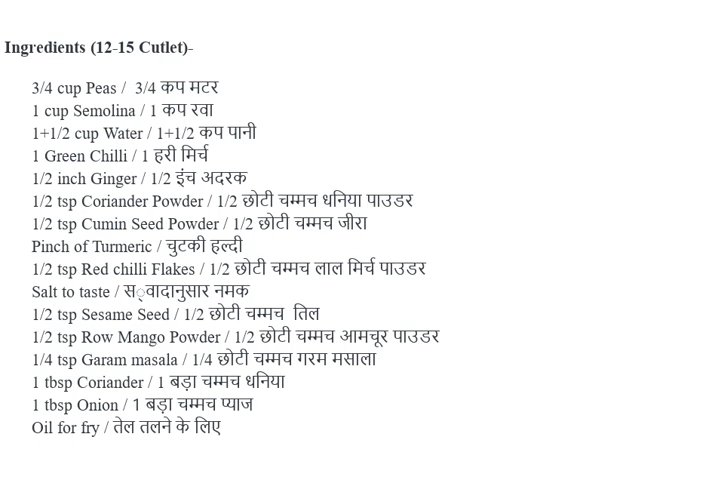 Ingredients (12-15 Cutlet)-
3/4 cup Peas / 3/4 कप मटर
1 cup Semolina / 1 कप रवा
1+1/2 cup Water / 1+1/2 कप पानी
1 Green Chilli / 1 हरी मिर्च
1/2 inch Ginger / 1/2 इंच अदरक
1/2 tsp Coriander Powder / 1/2 छोटी चम्मच धनिया पाउडर
1/2 tsp Cumin Seed Powder / 1/2 छोटी चम्मच जीरा
Pinch of Turmeric / चुटकी हल्दी
1/2 tsp Red chilli Flakes / 1/2 छोटी चम्मच लाल मिर्च पाउडर
Salt to taste / स्वादानुसार नमक
1/2 tsp Sesame Seed / 1/2 छोटी चम्मच तिल
1/2 tsp Row Mango Powder / 1/2 छोटी चम्मच आमचूर पाउडर
1/4 tsp Garam masala / 1/4 छोटी चम्मच गरम मसाला
1 tbsp Coriander / 1 बड़ा चम्मच धनिया
1 tbsp Onion / 1 बड़ा चम्मच प्याज
Oil for fry / तेल तलने के लिए